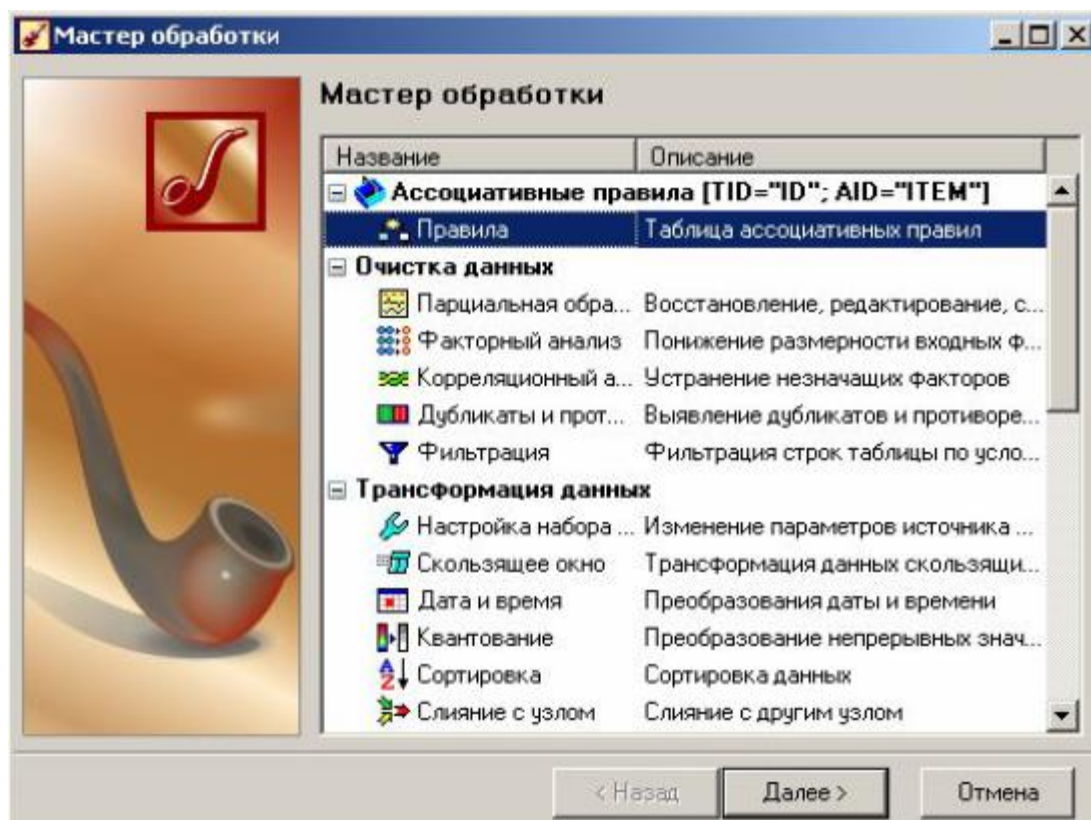 Мастер обработки
Мастер обработки
Название Описание
Ассоциативные правила [TID="ID"; AID="ITEM"]
Правила Таблица ассоциативных правил
Очистка данных
Парциальная обра... Восстановление, редактирование, с...
Факторный анализ Понижение размерности входных ф...
Корреляционный а... Устранение незначащих факторов
Дубликаты и прот... Выявление дубликатов и противоре...
Фильтрация Фильтрация строк таблицы по усло...
Трансформация данных
Настройка набора ... Изменение параметров источника ...
Скользящее окно Трансформация данных скользящи...
Дата и время Преобразования даты и времени
Квантование Преобразование непрерывных знач...
Сортировка Сортировка данных
Слияние с узлом Слияние с другим узлом
< Назад Далее > Отмена